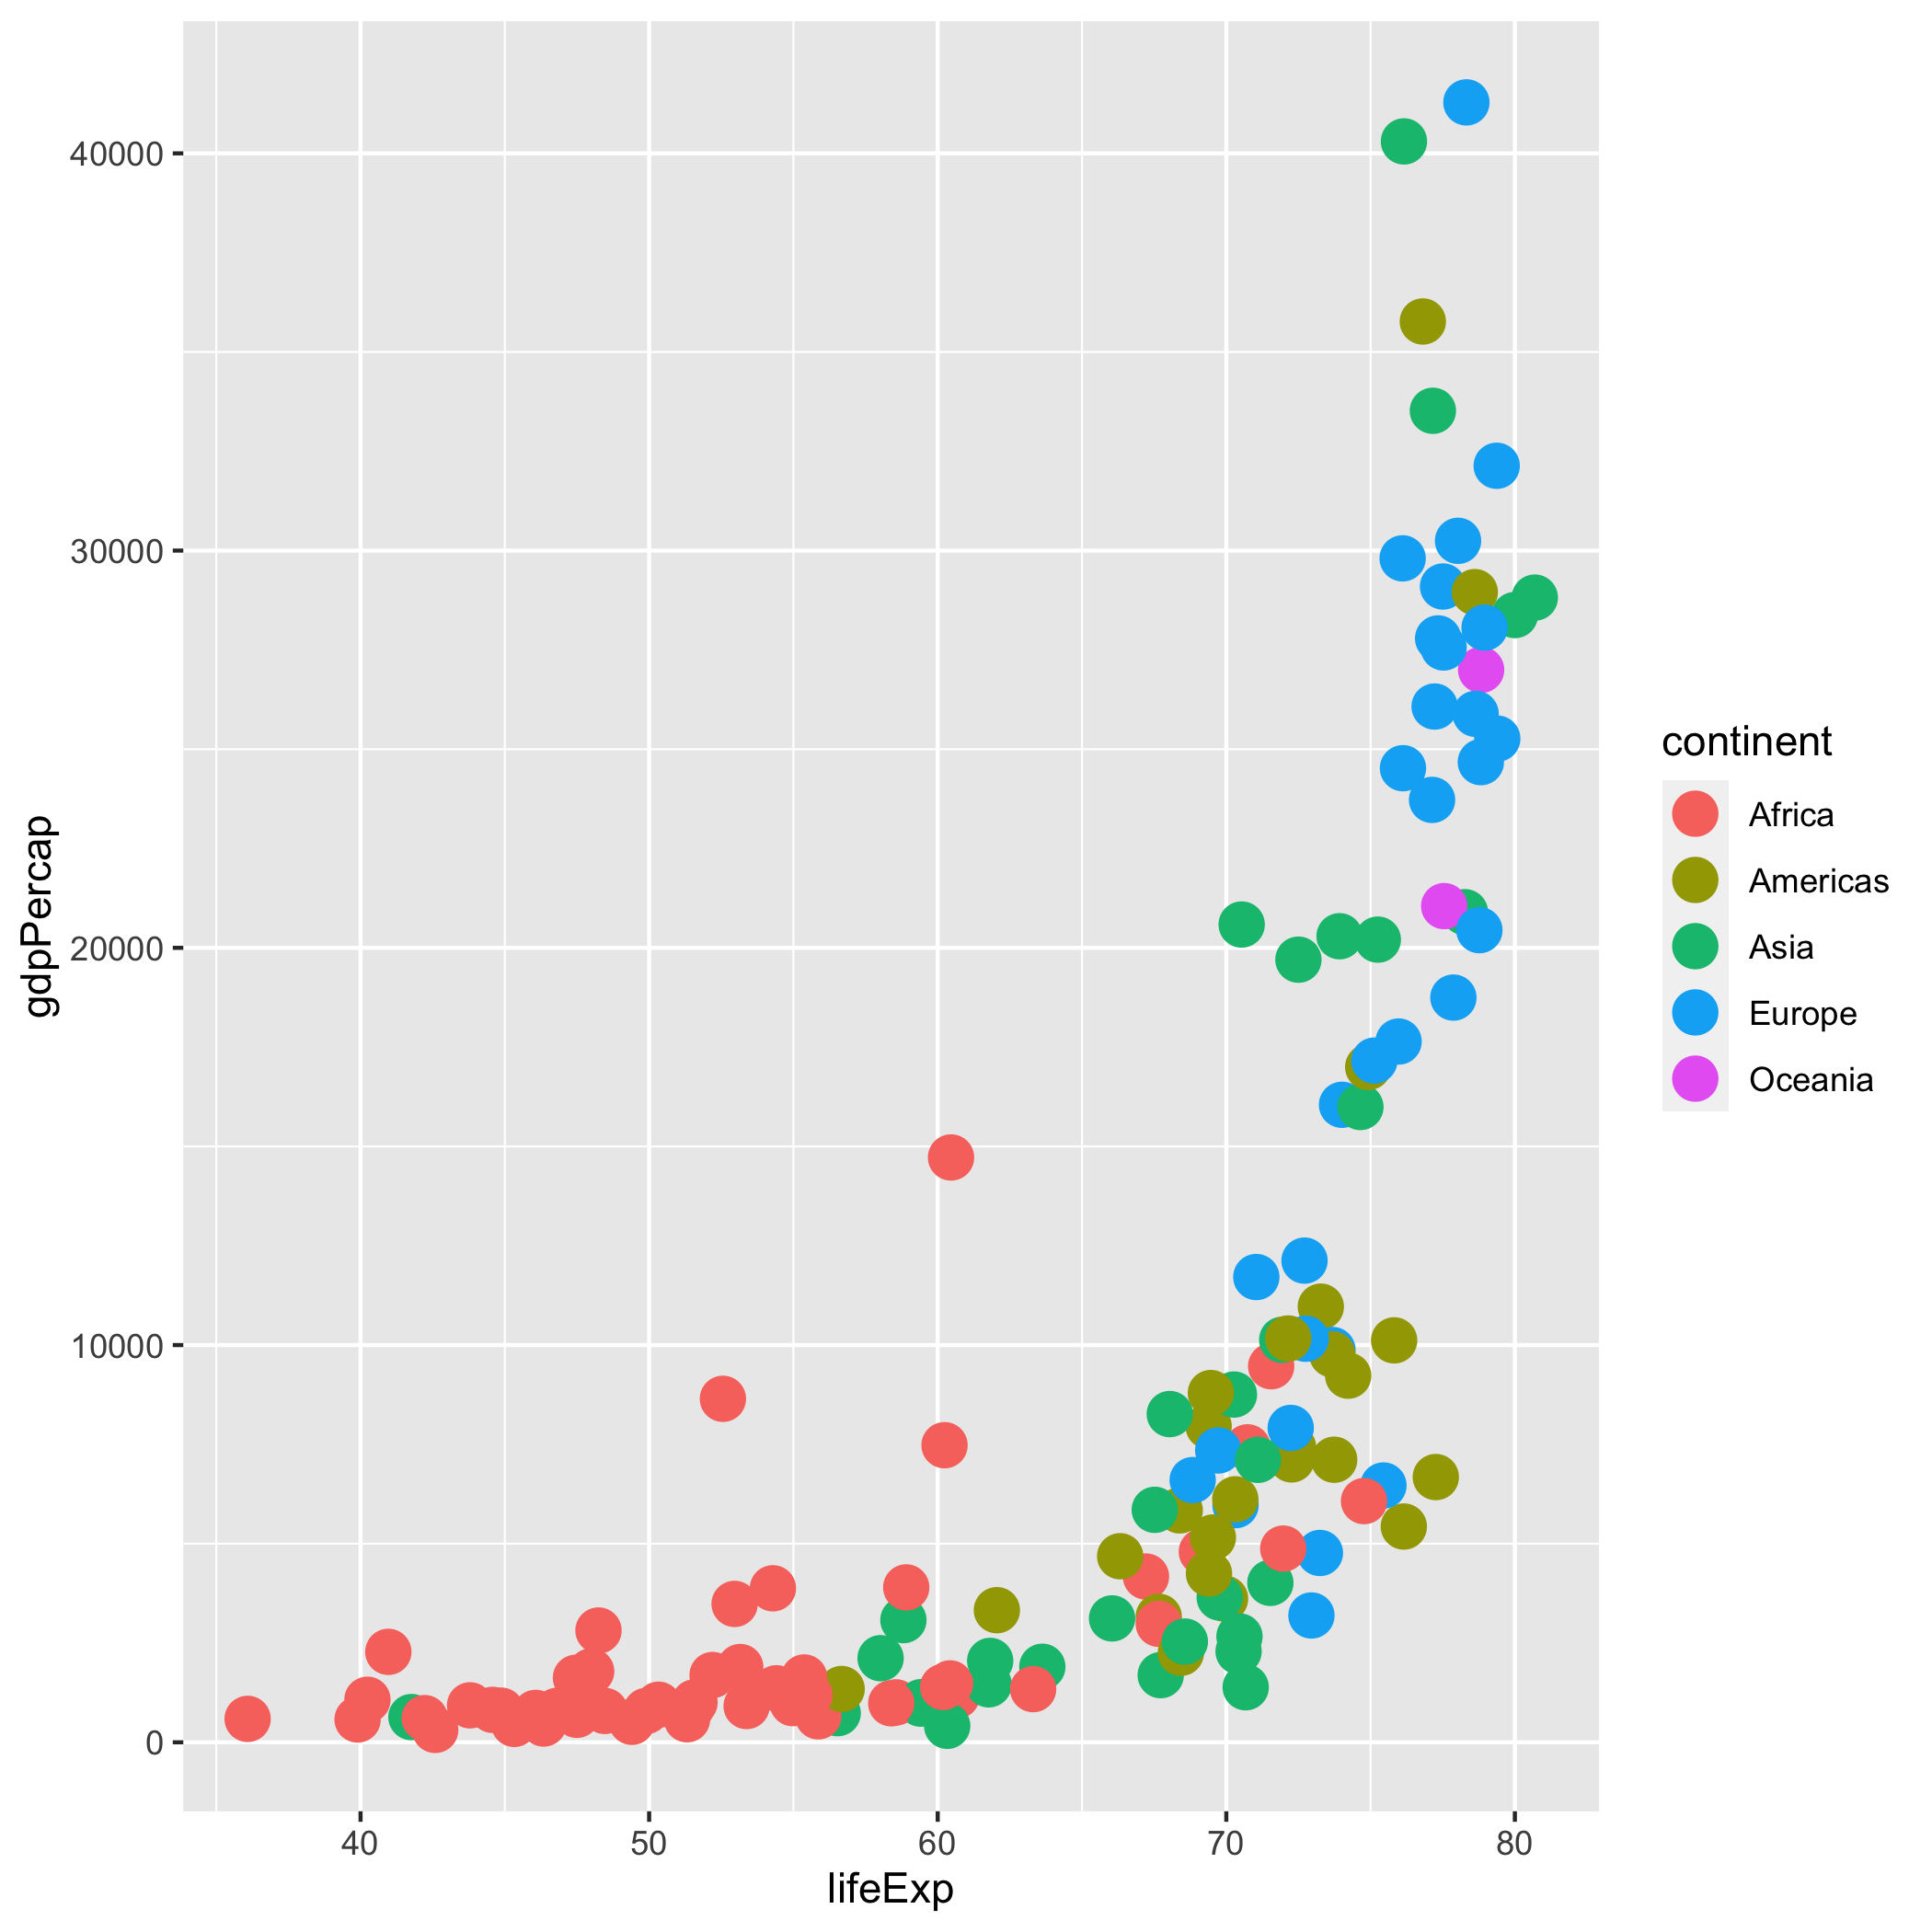 gdpPercap
40000
30000
20000
10000
0
40 50 60 70 80
lifeExp
continent
Africa
Americas
Asia
Europe
Oceania